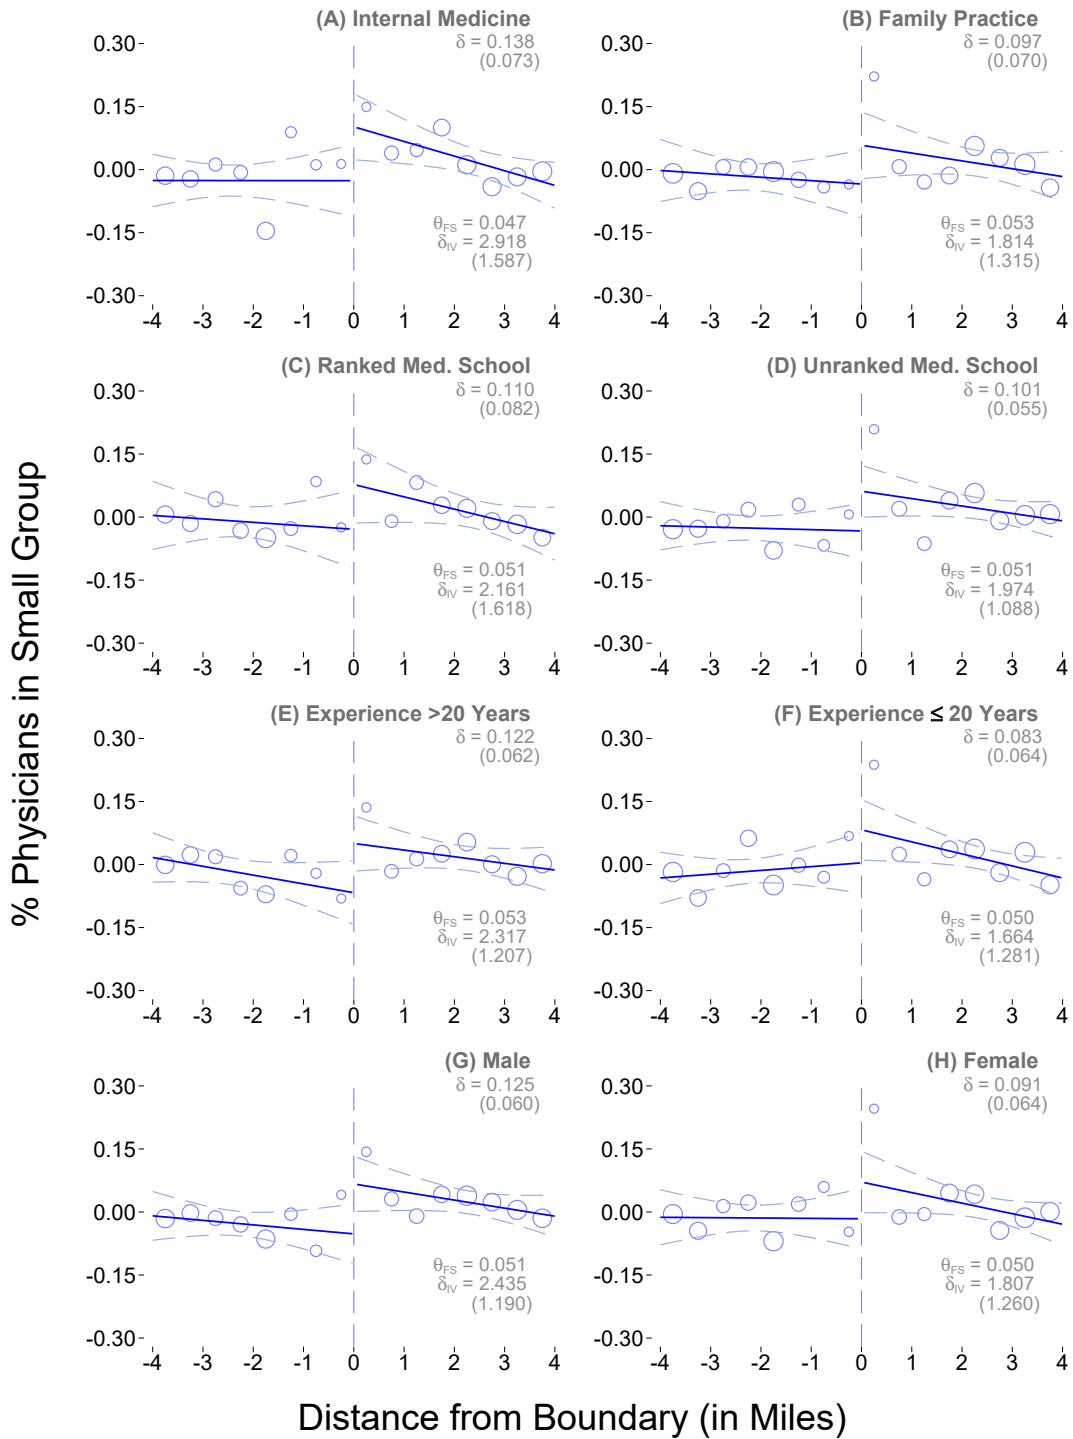 (A) Internal Medicine
δ = 0.138
(0.073)
0.30
0.15
0.00
-0.15
-0.30
θFS = 0.047
δIV = 2.918
(1.587)
-4 -3 -2 -1 0 1 2 3 4
(B) Family Practice
δ = 0.097
(0.070)
0.30
0.15
0.00
-0.15
-0.30
θFS = 0.053
δIV = 1.814
(1.315)
-4 -3 -2 -1 0 1 2 3 4
(C) Ranked Med. School
δ = 0.110
(0.082)
0.30
0.15
0.00
-0.15
-0.30
θFS = 0.051
δIV = 2.161
(1.618)
-4 -3 -2 -1 0 1 2 3 4
(D) Unranked Med. School
δ = 0.101
(0.055)
0.30
0.15
0.00
-0.15
-0.30
θFS = 0.051
δIV = 1.974
(1.088)
-4 -3 -2 -1 0 1 2 3 4
(E) Experience >20 Years
δ = 0.122
(0.062)
0.30
0.15
0.00
-0.15
-0.30
θFS = 0.053
δIV = 2.317
(1.207)
-4 -3 -2 -1 0 1 2 3 4
(F) Experience ≤ 20 Years
δ = 0.083
(0.064)
0.30
0.15
0.00
-0.15
-0.30
θFS = 0.050
δIV = 1.664
(1.281)
-4 -3 -2 -1 0 1 2 3 4
(G) Male
δ = 0.125
(0.060)
0.30
0.15
0.00
-0.15
-0.30
θFS = 0.051
δIV = 2.435
(1.190)
-4 -3 -2 -1 0 1 2 3 4
(H) Female
δ = 0.091
(0.064)
0.30
0.15
0.00
-0.15
-0.30
θFS = 0.050
δIV = 1.807
(1.260)
-4 -3 -2 -1 0 1 2 3 4
% Physicians in Small Group
Distance from Boundary (in Miles)